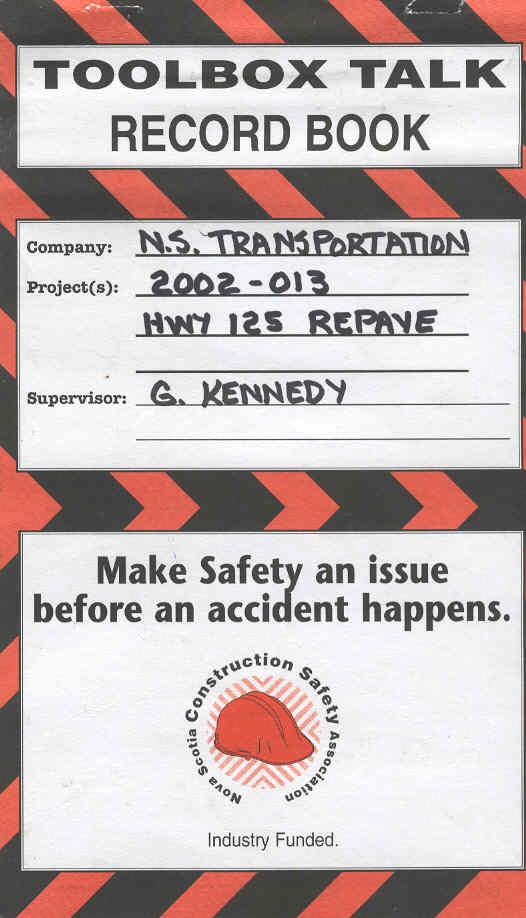 TOOLBOX TALK
RECORD BOOK
Company: N.S. TRANSPORTATION
Project(s): 2002-013
HWY 125 REPAVE
Supervisor: G. KENNEDY
Make Safety an issue
before an accident happens.
Nova Scotia Construction Safety Association
Industry Funded.